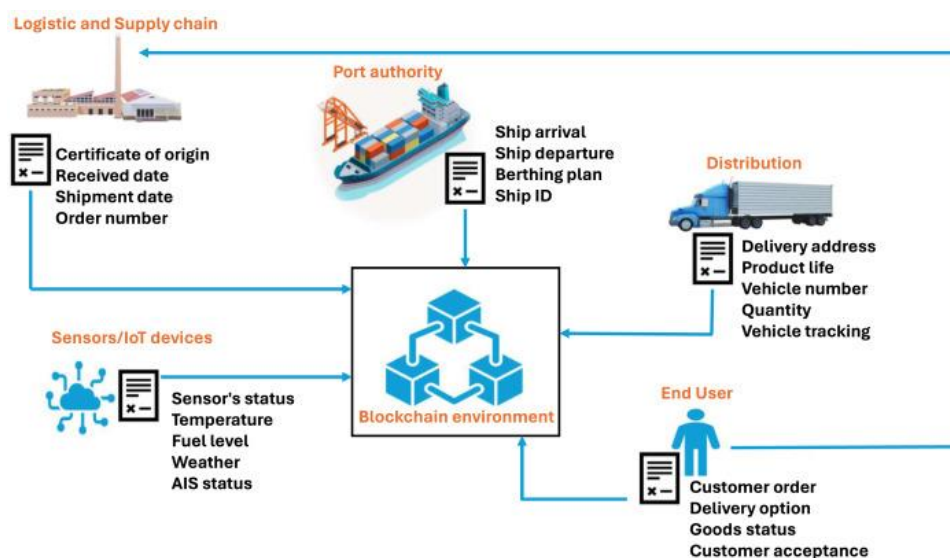 Logistic and Supply chain
Certificate of origin
Received date
Shipment date
Order number
Port authority
Ship arrival
Ship departure
Berthing plan
Ship ID
Distribution
Delivery address
Product life
Vehicle number
Quantity
Vehicle tracking
Sensors/IoT devices
Sensor's status
Temperature
Fuel level
Weather
AIS status
Blockchain environment
End User
Customer order
Delivery option
Goods status
Customer acceptance